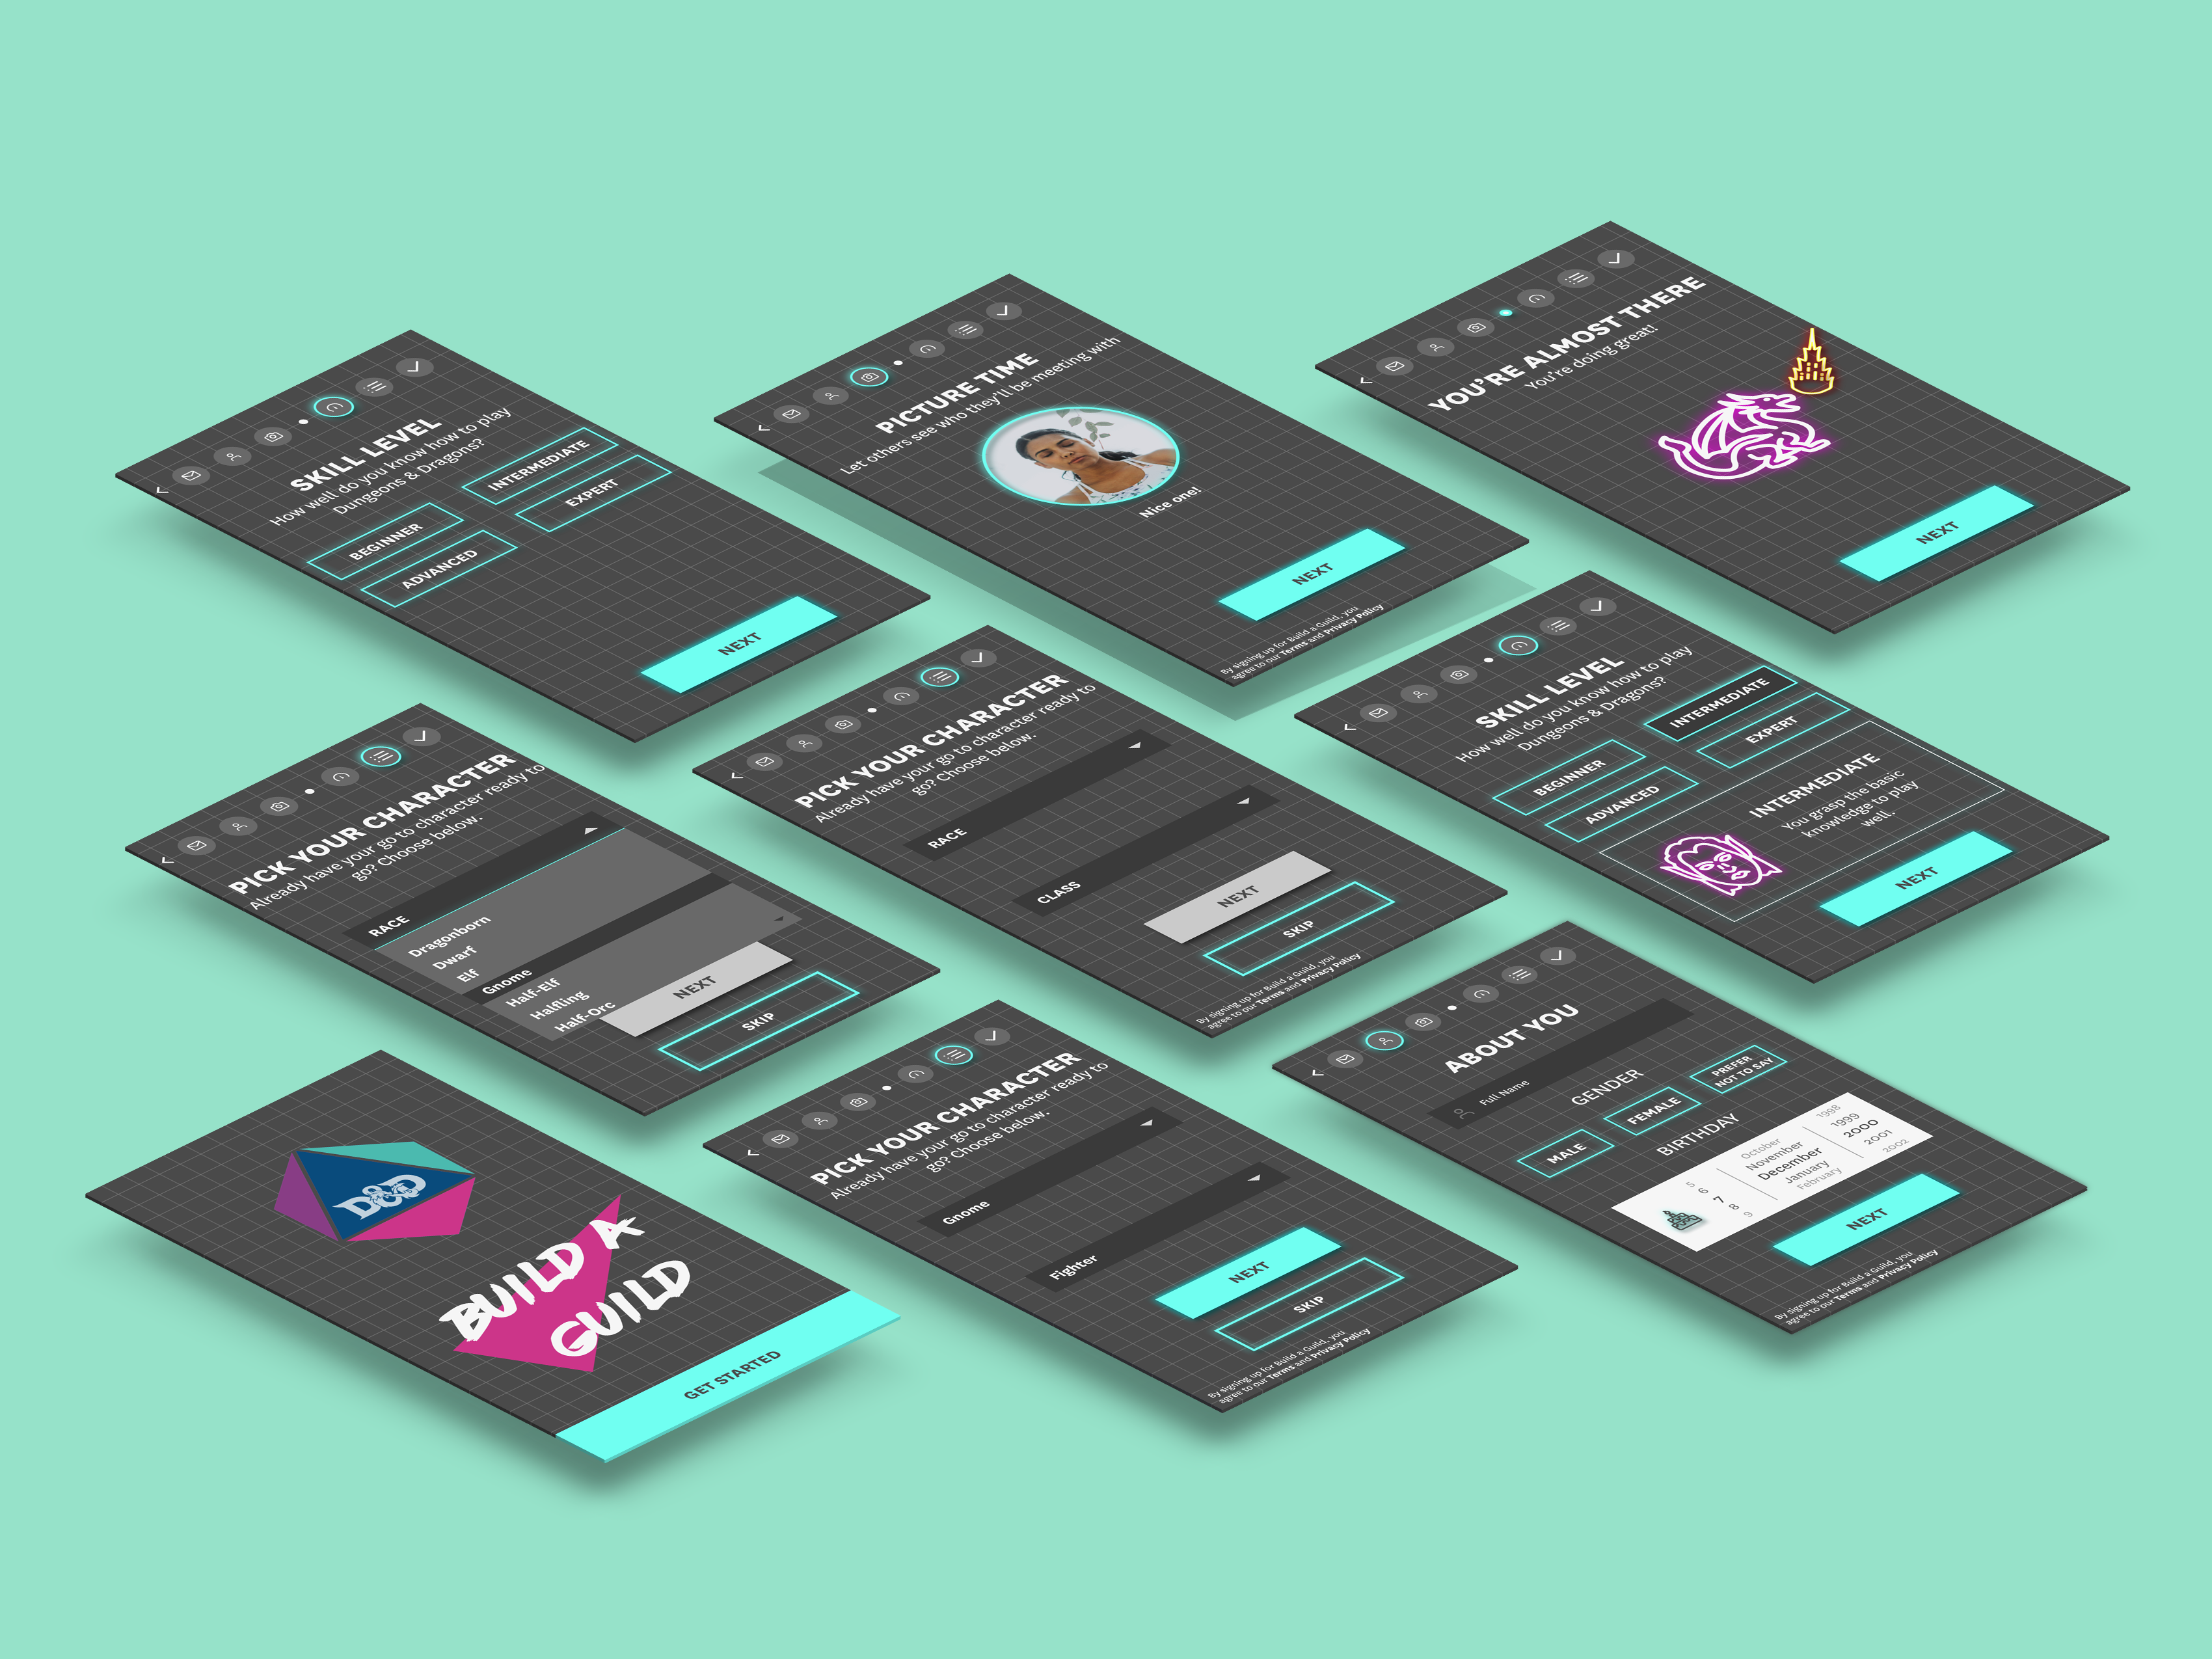 SKILL LEVEL
How well do you know how to play
Dungeons & Dragons?
BEGINNER
INTERMEDIATE
ADVANCED
EXPERT
NEXT
PICTURE TIME
Let others see who they'll be meeting with
Nice one!
NEXT
By signing up for Build a Guild, you
agree to our Terms and Privacy Policy
YOU'RE ALMOST THERE
You're doing great!
NEXT
PICK YOUR CHARACTER
Already have your go to character ready to
go? Choose below.
RACE
Dragonborn
Dwarf
Elf
Gnome
Half-Elf
Halfling
Half-Orc
NEXT
SKIP
PICK YOUR CHARACTER
Already have your go to character ready to
go? Choose below.
RACE
CLASS
NEXT
SKIP
By signing up for Build a Guild, you
agree to our Terms and Privacy Policy
SKILL LEVEL
How well do you know how to play
Dungeons & Dragons?
BEGINNER
INTERMEDIATE
ADVANCED
EXPERT
INTERMEDIATE
You grasp the basic
knowledge to play
well.
NEXT
D&D
BUILD A
GUILD
GET STARTED
PICK YOUR CHARACTER
Already have your go to character ready to
go? Choose below.
Gnome
Fighter
NEXT
SKIP
By signing up for Build a Guild, you
agree to our Terms and Privacy Policy
ABOUT YOU
Full Name
GENDER
MALE
FEMALE
PREFER
NOT TO SAY
BIRTHDAY
5 October 1998
6 November 1999
7 December 2000
8 January 2001
9 February 2002
NEXT
By signing up for Build a Guild, you
agree to our Terms and Privacy Policy